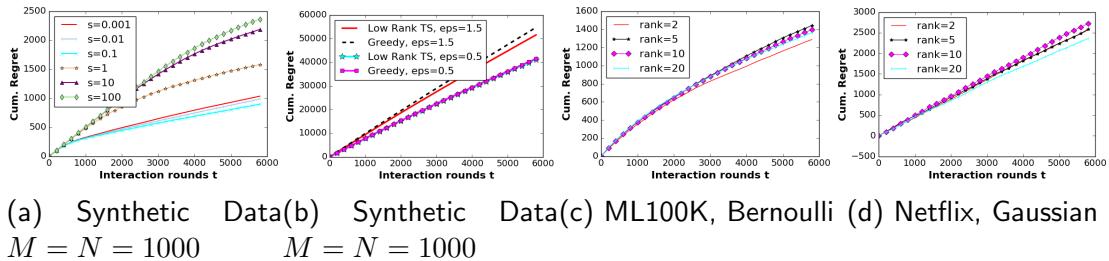 Cum. Regret
2500
2000
1500
1000
500
0
s=0.001
s=0.01
s=0.1
s=1
s=10
s=100
0 1000 2000 3000 4000 5000 6000
Interaction rounds t
Cum. Regret
60000
50000
40000
30000
20000
10000
0
Low Rank TS, eps=1.5
Greedy, eps=1.5
Low Rank TS, eps=0.5
Greedy, eps=0.5
0 1000 2000 3000 4000 5000 6000
Interaction rounds t
Cum. Regret
1600
1400
1200
1000
800
600
400
200
0
rank=2
rank=5
rank=10
rank=20
0 1000 2000 3000 4000 5000 6000
Interaction rounds t
Cum. Regret
3000
2500
2000
1500
1000
500
0
−500
rank=2
rank=5
rank=10
rank=20
0 1000 2000 3000 4000 5000 6000
Interaction rounds t
(a) Synthetic Data
M = N = 1000
(b) Synthetic Data
M = N = 1000
(c) ML100K, Bernoulli
(d) Netflix, Gaussian